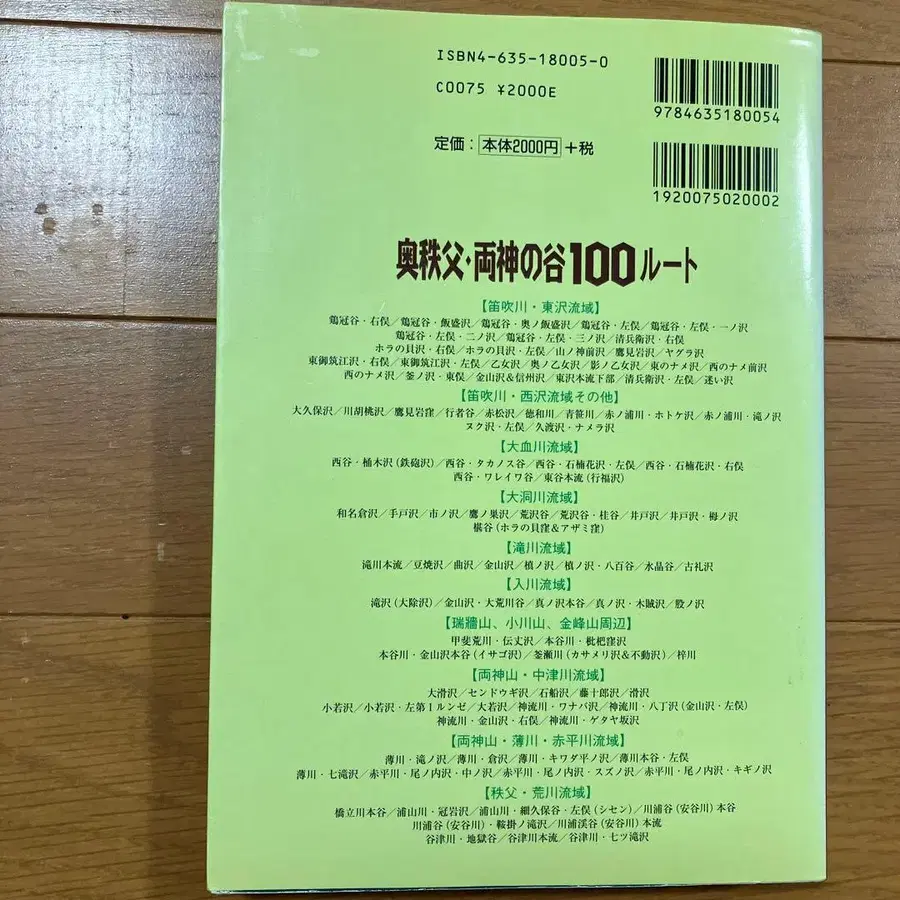 ISBN4-635-18005-0
C0075 ¥2000E
9784635180054
定価：本体2000円+税
1920075020002
奥秩父・両神の谷100ルート
【笛吹川・東沢流域】
鶏冠谷・右俣／鶏冠谷・飯盛沢／鶏冠谷・奥ノ飯盛沢／鶏冠谷・左俣／鶏冠谷・左俣・一ノ沢
鶏冠谷・左俣・二ノ沢／鶏冠谷・左俣・三ノ沢／清兵衛沢・右俣
ホラの貝沢・右俣／ホラの貝沢・左俣／山ノ神前沢／鷹見岩沢／ヤグラ沢
東御築江沢・右俣／東御築江沢・左俣／乙女沢／奥ノ乙女沢／影ノ乙女沢／東のナメ沢／西のナメ前沢
西のナメ沢／釜ノ沢・東俣／金山沢＆信州沢／東沢本流下部／清兵衛沢・左俣／迷い沢
【笛吹川・西沢流域その他】
大久保沢／川胡桃沢／鷹見岩窪／行者谷／赤松沢／徳和川／青笹川／赤ノ浦川・ホトケ沢／赤ノ浦川・滝ノ沢
ヌク沢・左俣／久渡沢・ナメラ沢
【大血川流域】
西谷・桶木沢(鉄砲沢)／西谷・タカノス谷／西谷・石楠花沢・左俣／西谷・石楠花沢・右俣
西谷・ワレイワ谷／東谷本流(行福沢)
【大洞川流域】
和名倉沢／手戸沢／市ノ沢／鷹ノ巣沢／荒沢谷／荒沢谷・桂谷／井戸沢／井戸沢・栂ノ沢
椹谷(ホラの貝窪＆アザミ窪)
【滝川流域】
滝川本流／豆焼沢／曲沢／金山沢／槙ノ沢／槙ノ沢・八百谷／水晶谷／古礼沢
【入川流域】
滝沢(大除沢)／金山沢・大荒川谷／真ノ沢本谷／真ノ沢・木賊沢／股ノ沢
【瑞牆山、小川山、金峰山周辺】
甲斐荒川・伝丈沢／本谷川・枇杷窪沢
本谷川・金山沢本谷(イサゴ沢)／釜瀬川(カサメリ沢＆不動沢)／梓川
【両神山・中津川流域】
大滑沢／センドウギ沢／石船沢／藤十郎沢／滑沢
小若沢／小若沢・左第1ルンゼ／大若沢／神流川・ワナバ沢／神流川・八丁沢(金山沢・左俣)
神流川・金山沢・右俣／神流川・ゲタヤ坂沢
【両神山・薄川・赤平川流域】
薄川・滝ノ沢／薄川・倉沢／薄川・キワダ平ノ沢／薄川本谷・左俣
薄川・七滝沢／赤平川・尾ノ内沢・中ノ沢／赤平川・尾ノ内沢・スズノ沢／赤平川・尾ノ内沢・キギノ沢
【秩父・荒川流域】
橋立川本谷／浦山川・冠岩沢／浦山川・細久保谷・左俣(シセン)／川浦谷(安谷川)本谷
川浦谷(安谷川)・鞍掛ノ滝沢／川浦渓谷(安谷川)本流
谷津川・地獄谷／谷津川本流／谷津川・七ツ滝沢